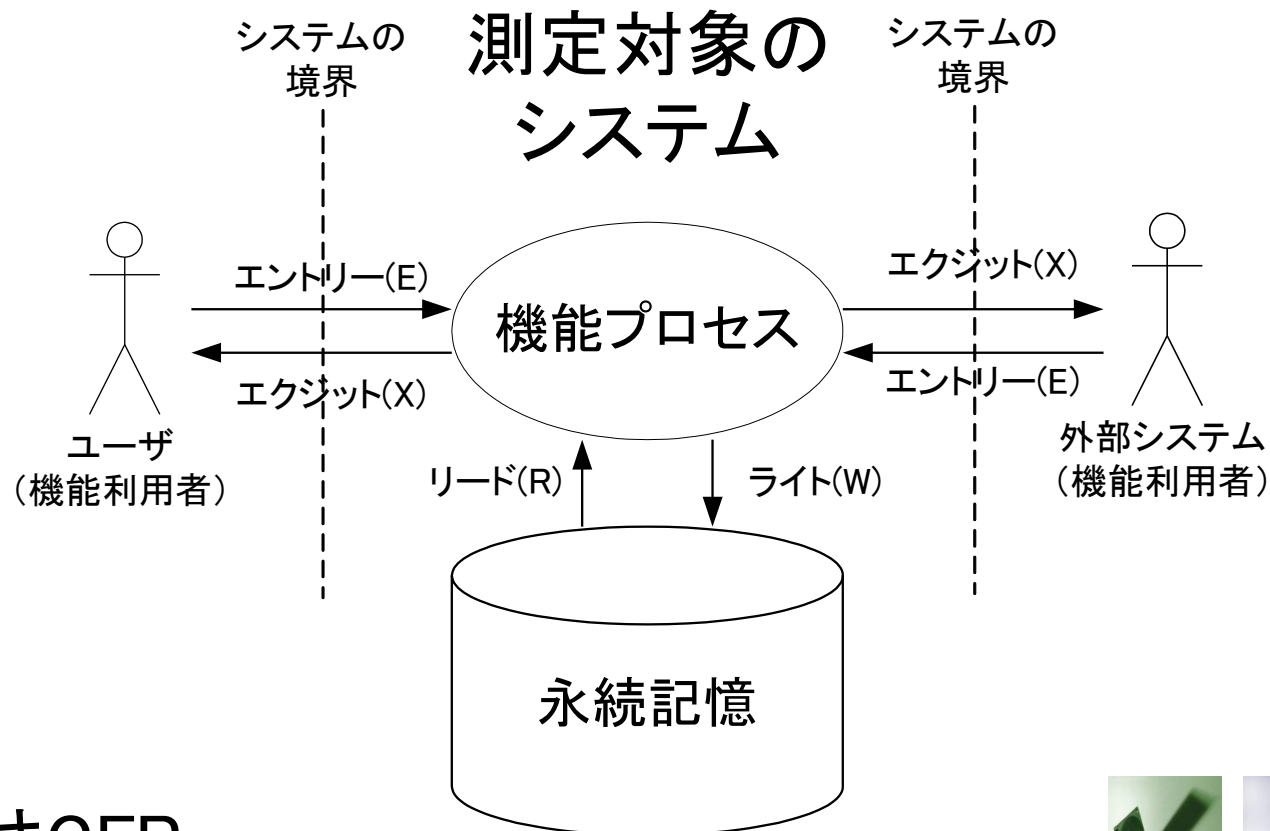 システムの
境界
測定対象の
システム
システムの
境界
エントリー(E)
エクジット(X)
機能プロセス
エクジット(X)
エントリー(E)
ユーザ
(機能利用者)
外部システム
(機能利用者)
リード(R)
ライト(W)
永続記憶